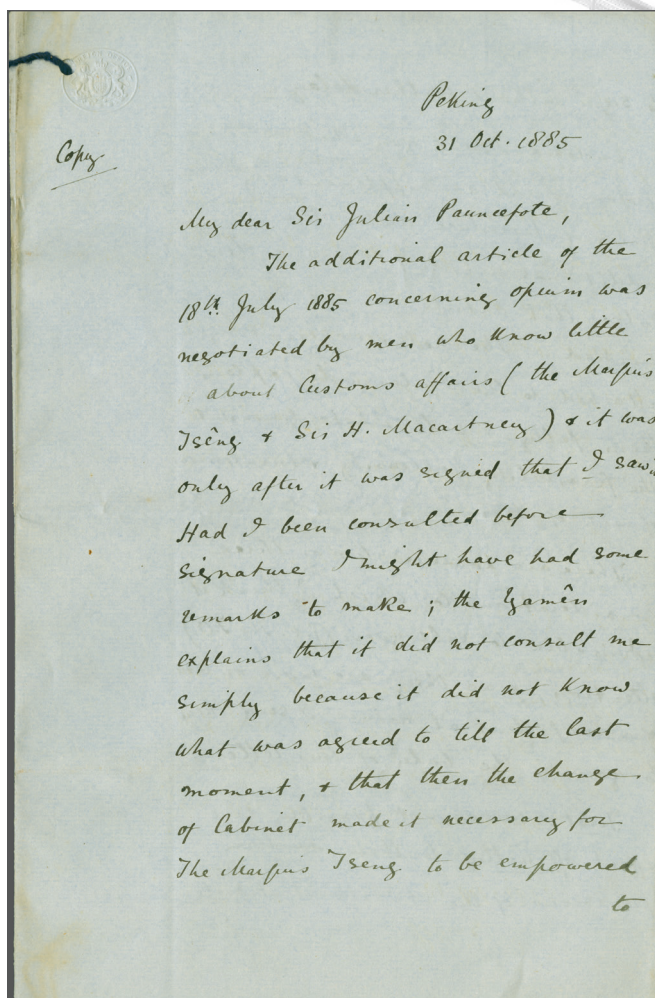 Peking
31 Oct. 1885
Copy
My dear Sir Julian Pauncefote,
The additional article of the
18th July 1885 concerning opium was
negotiated by men who know little
about Customs affairs (the Marquis
Tsêng & Sir H. Macartney) & it was
only after it was signed that I saw it
Had I been consulted before
signature I might have had some
remarks to make; the Yamên
explains that it did not consult me
simply because it did not know
what was agreed to till the last
moment, & that then the change
of Cabinet made it necessary for
The Marquis Tseng to be empowered
to